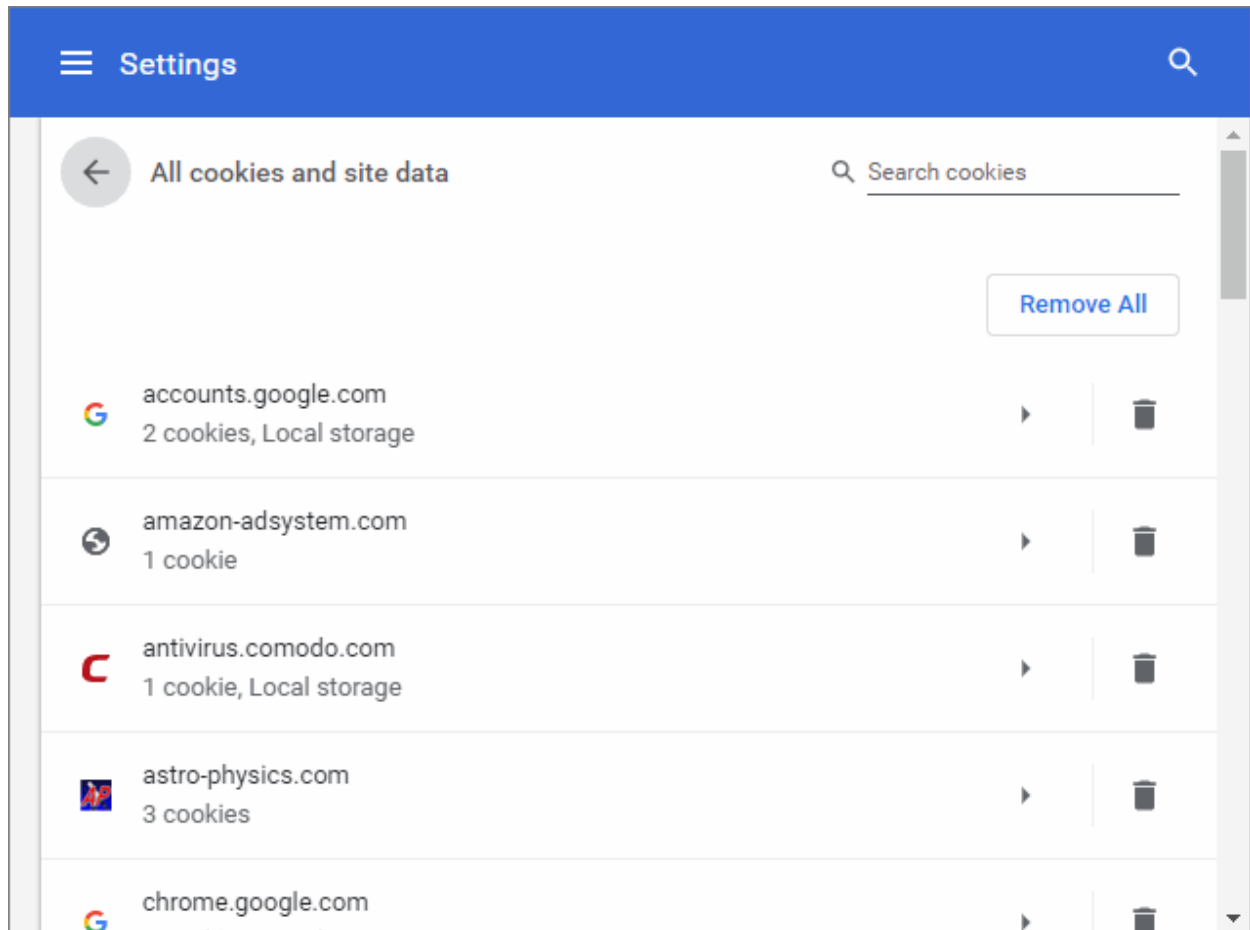 Settings
All cookies and site data
Search cookies
Remove All
accounts.google.com
2 cookies, Local storage
amazon-adsystem.com
1 cookie
antivirus.comodo.com
1 cookie, Local storage
astro-physics.com
3 cookies
chrome.google.com